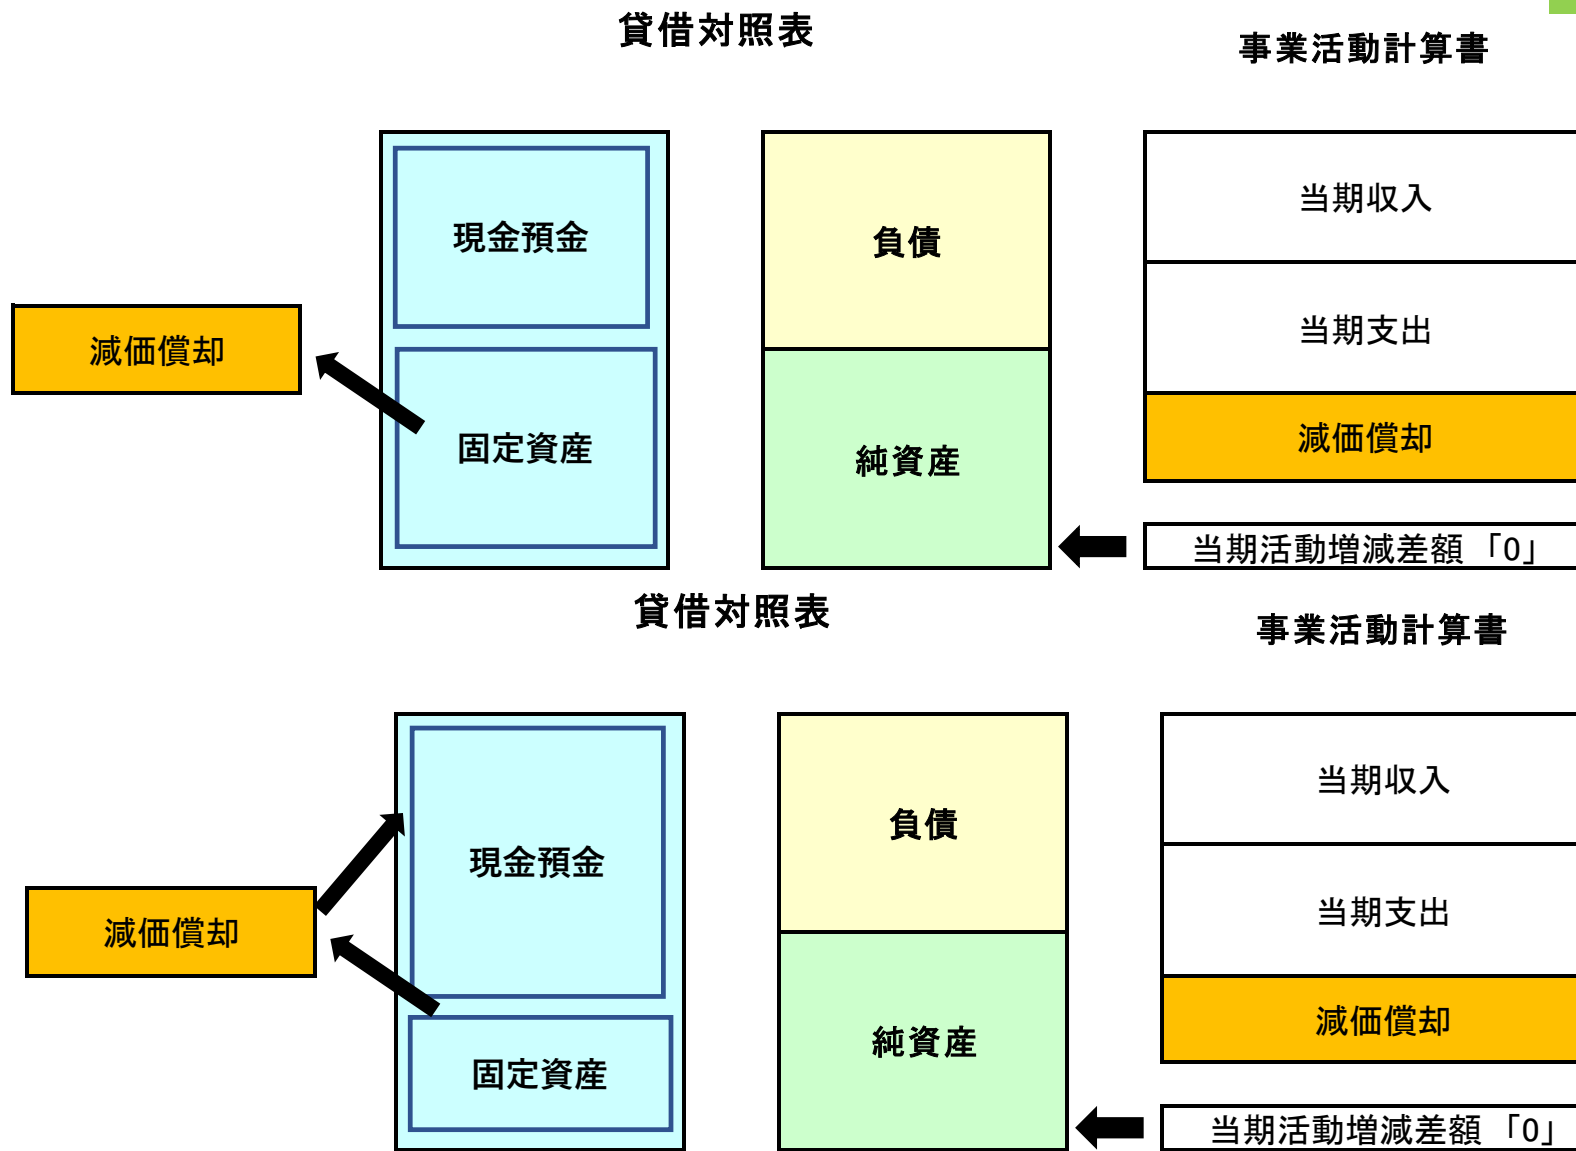 貸借対照表
事業活動計算書
現金預金
負債
当期収入
減価償却
当期支出
固定資産
純資産
減価償却
当期活動増減差額「0」
貸借対照表
事業活動計算書
現金預金
負債
当期収入
減価償却
当期支出
固定資産
純資産
減価償却
当期活動増減差額「0」